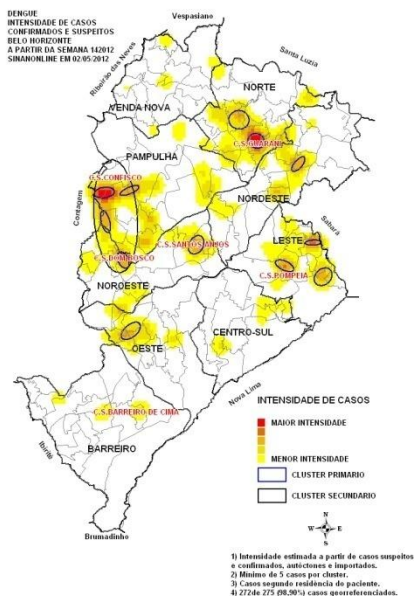 DENGUE
INTENSIDADE DE CASOS
CONFIRMADOS E SUSPEITOS
BELO HORIZONTE
A PARTIR DA SEMANA 142012
SINANONLINE EM 02/05/2012
Vespasiano
Ribeirão das Neves
Santa Luzia
NORTE
VENDA NOVA
C.S.GUARANI
PAMPULHA
C.S.CONFISCO
NORDESTE
Contagem
Sabará
LESTE
C.S.SANTOS ANJOS
C.S.DOM BOSCO
C.S.POMPEIA
NOROESTE
CENTRO-SUL
OESTE
Nova Lima
C.S.BARREIRO DE CIMA
BARREIRO
Ibirité
Brumadinho
INTENSIDADE DE CASOS
MAIOR INTENSIDADE
MENOR INTENSIDADE
CLUSTER PRIMARIO
CLUSTER SECUNDARIO
N
W
E
S
1) Intensidade estimada a partir de casos suspeitos
e confirmados, autóctones e importados.
2) Mínimo de 5 casos por cluster.
3) Casos segundo residência do paciente.
4) 272de 275 (98,90%) casos georreferenciados.